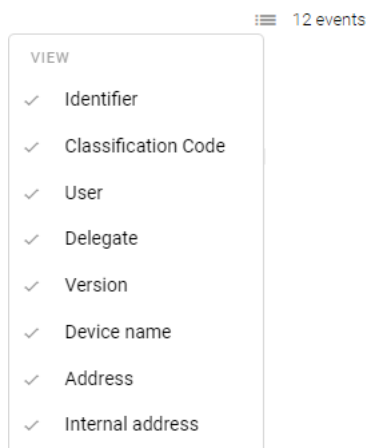 12 events
VIEW
Identifier
Classification Code
User
Delegate
Version
Device name
Address
Internal address